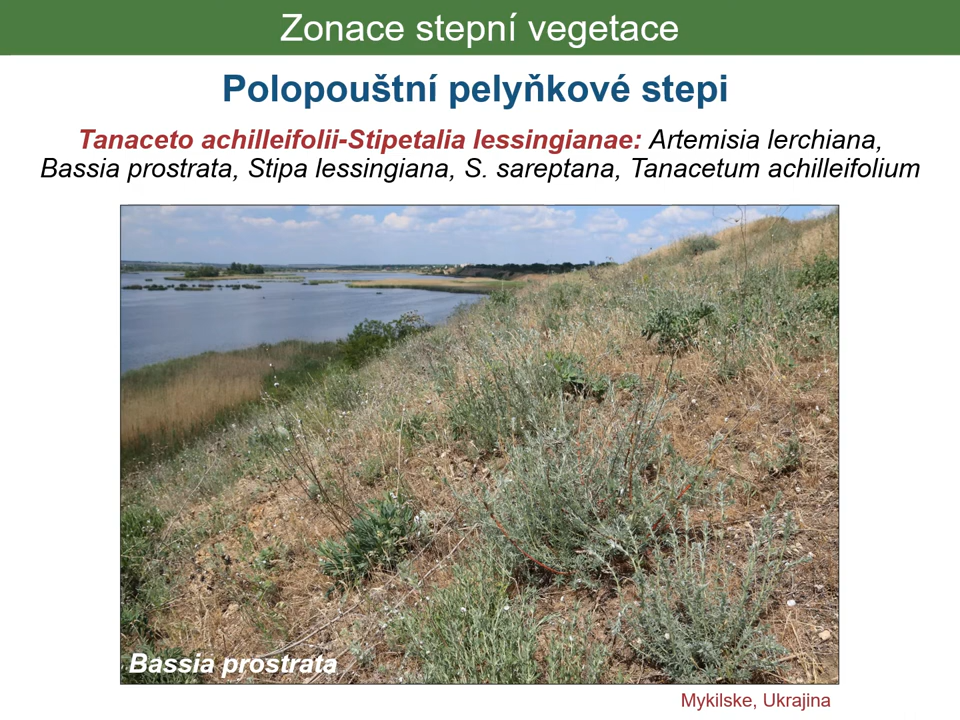 Zonace stepní vegetace
Polopouštní pelyňkové stepi
Tanaceto achilleifolii-Stipetalia lessingianae: Artemisia lerchiana,
Bassia prostrata, Stipa lessingiana, S. sareptana, Tanacetum achilleifolium
Bassia prostrata
Mykilske, Ukrajina